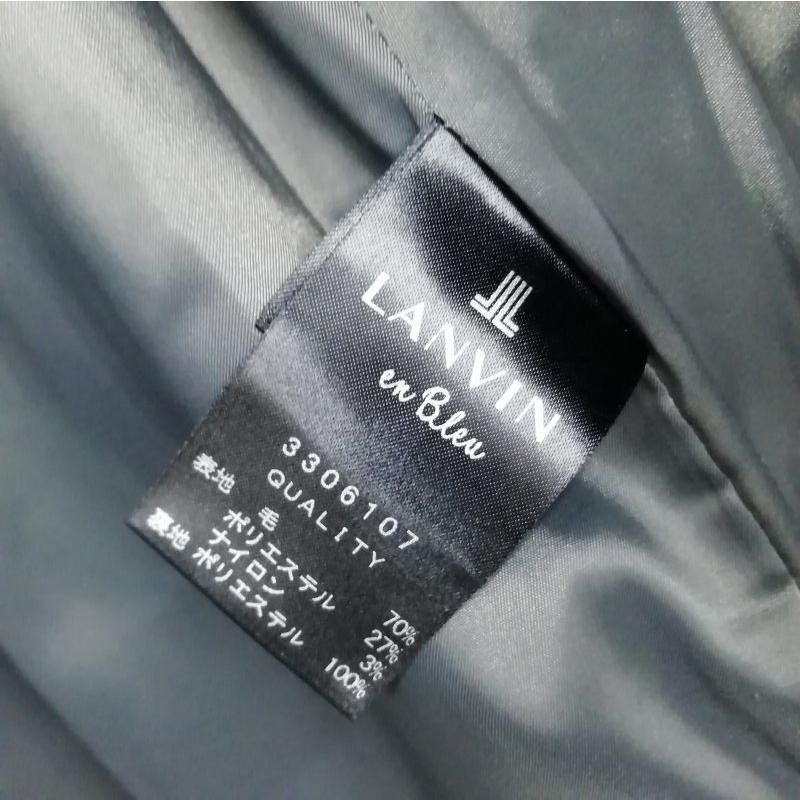 LANVIN
en Bleu
3306107
QUALITY
表地 毛 70%
ポリエステル 27%
ナイロン 3%
裏地 ポリエステル 100%